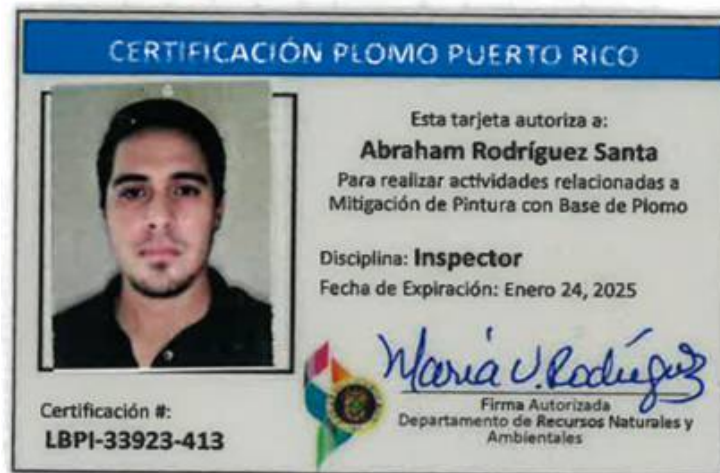 CERTIFICACIÓN PLOMO PUERTO RICO
Esta tarjeta autoriza a:
Abraham Rodríguez Santa
Para realizar actividades relacionadas a
Mitigación de Pintura con Base de Plomo
Disciplina: Inspector
Fecha de Expiración: Enero 24, 2025
María V. Rodríguez
Firma Autorizada
Departamento de Recursos Naturales y
Ambientales
Certificación #:
LBPI-33923-413